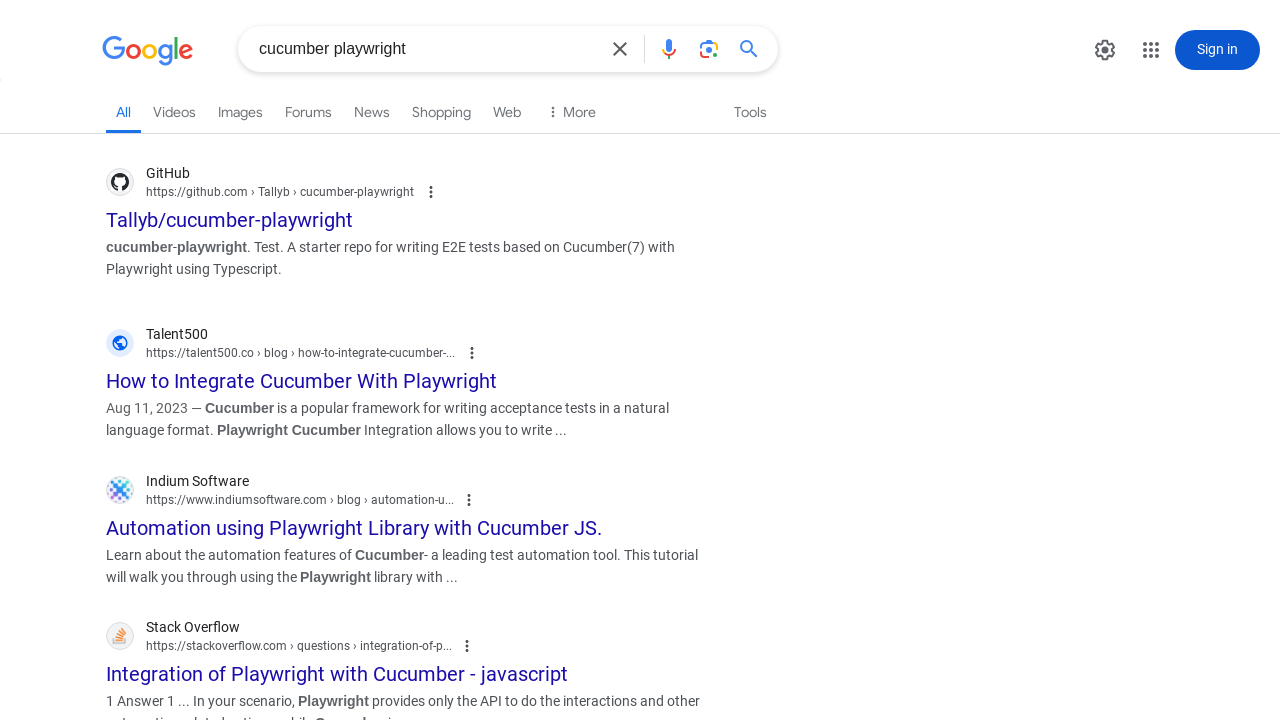 Google
cucumber playwright
Sign in
All
Videos
Images
Forums
News
Shopping
Web
More
Tools
GitHub
https://github.com › Tallyb › cucumber-playwright
Tallyb/cucumber-playwright
cucumber-playwright. Test. A starter repo for writing E2E tests based on Cucumber(7) with
Playwright using Typescript.
Talent500
https://talent500.co › blog › how-to-integrate-cucumber-...
How to Integrate Cucumber With Playwright
Aug 11, 2023 — Cucumber is a popular framework for writing acceptance tests in a natural
language format. Playwright Cucumber Integration allows you to write ...
Indium Software
https://www.indiumsoftware.com › blog › automation-u...
Automation using Playwright Library with Cucumber JS.
Learn about the automation features of Cucumber- a leading test automation tool. This tutorial
will walk you through using the Playwright library with ...
Stack Overflow
https://stackoverflow.com › questions › integration-of-p...
Integration of Playwright with Cucumber - javascript
1 Answer 1 ... In your scenario, Playwright provides only the API to do the interactions and other